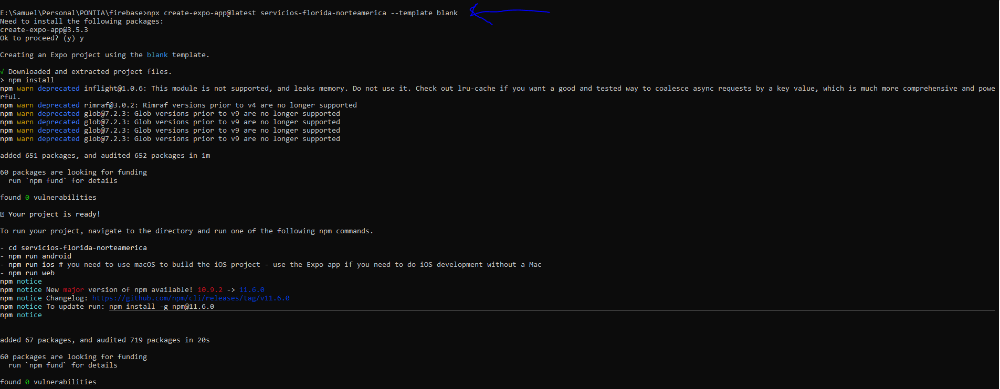 E:\Samuel\Personal\PONTIA\firebase>npx create-expo-app@latest servicios-florida-norteamerica --template blank
Need to install the following packages:
create-expo-app@3.5.3
Ok to proceed? (y) y
Creating an Expo project using the blank template.
√ Downloaded and extracted project files.
> npm install
npm warn deprecated inflight@1.0.6: This module is not supported, and leaks memory. Do not use it. Check out lru-cache if you want a good and tested way to coalesce async requests by a key value, which is much more comprehensive and powe
rful.
npm warn deprecated rimraf@3.0.2: Rimraf versions prior to v4 are no longer supported
npm warn deprecated glob@7.2.3: Glob versions prior to v9 are no longer supported
npm warn deprecated glob@7.2.3: Glob versions prior to v9 are no longer supported
npm warn deprecated glob@7.2.3: Glob versions prior to v9 are no longer supported
npm warn deprecated glob@7.2.3: Glob versions prior to v9 are no longer supported
added 651 packages, and audited 652 packages in 1m
60 packages are looking for funding
  run `npm fund` for details
found 0 vulnerabilities
Your project is ready!
To run your project, navigate to the directory and run one of the following npm commands.
- cd servicios-florida-norteamerica
- npm run android
- npm run ios # you need to use macOS to build the iOS project - use the Expo app if you need to do iOS development without a Mac
- npm run web
npm notice
npm notice New major version of npm available! 10.9.2 -> 11.6.0
npm notice Changelog: https://github.com/npm/cli/releases/tag/v11.6.0
npm notice To update run: npm install -g npm@11.6.0
npm notice
added 67 packages, and audited 719 packages in 20s
60 packages are looking for funding
  run `npm fund` for details
found 0 vulnerabilities